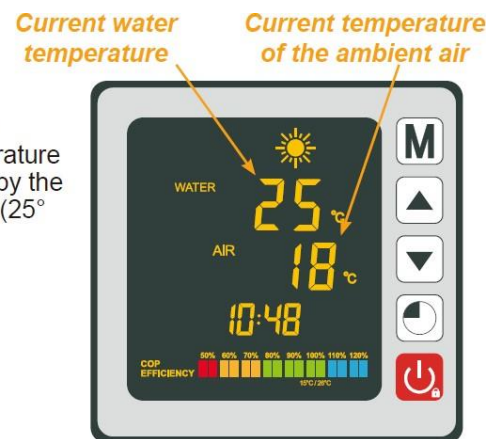 Current water
temperature
Current temperature
of the ambient air
rature
by the
(25°
M
WATER
25 °C
AIR
18 °C
10:48
50% 60% 70% 80% 90% 100% 110% 120%
COP
EFFICIENCY
15°C / 26°C